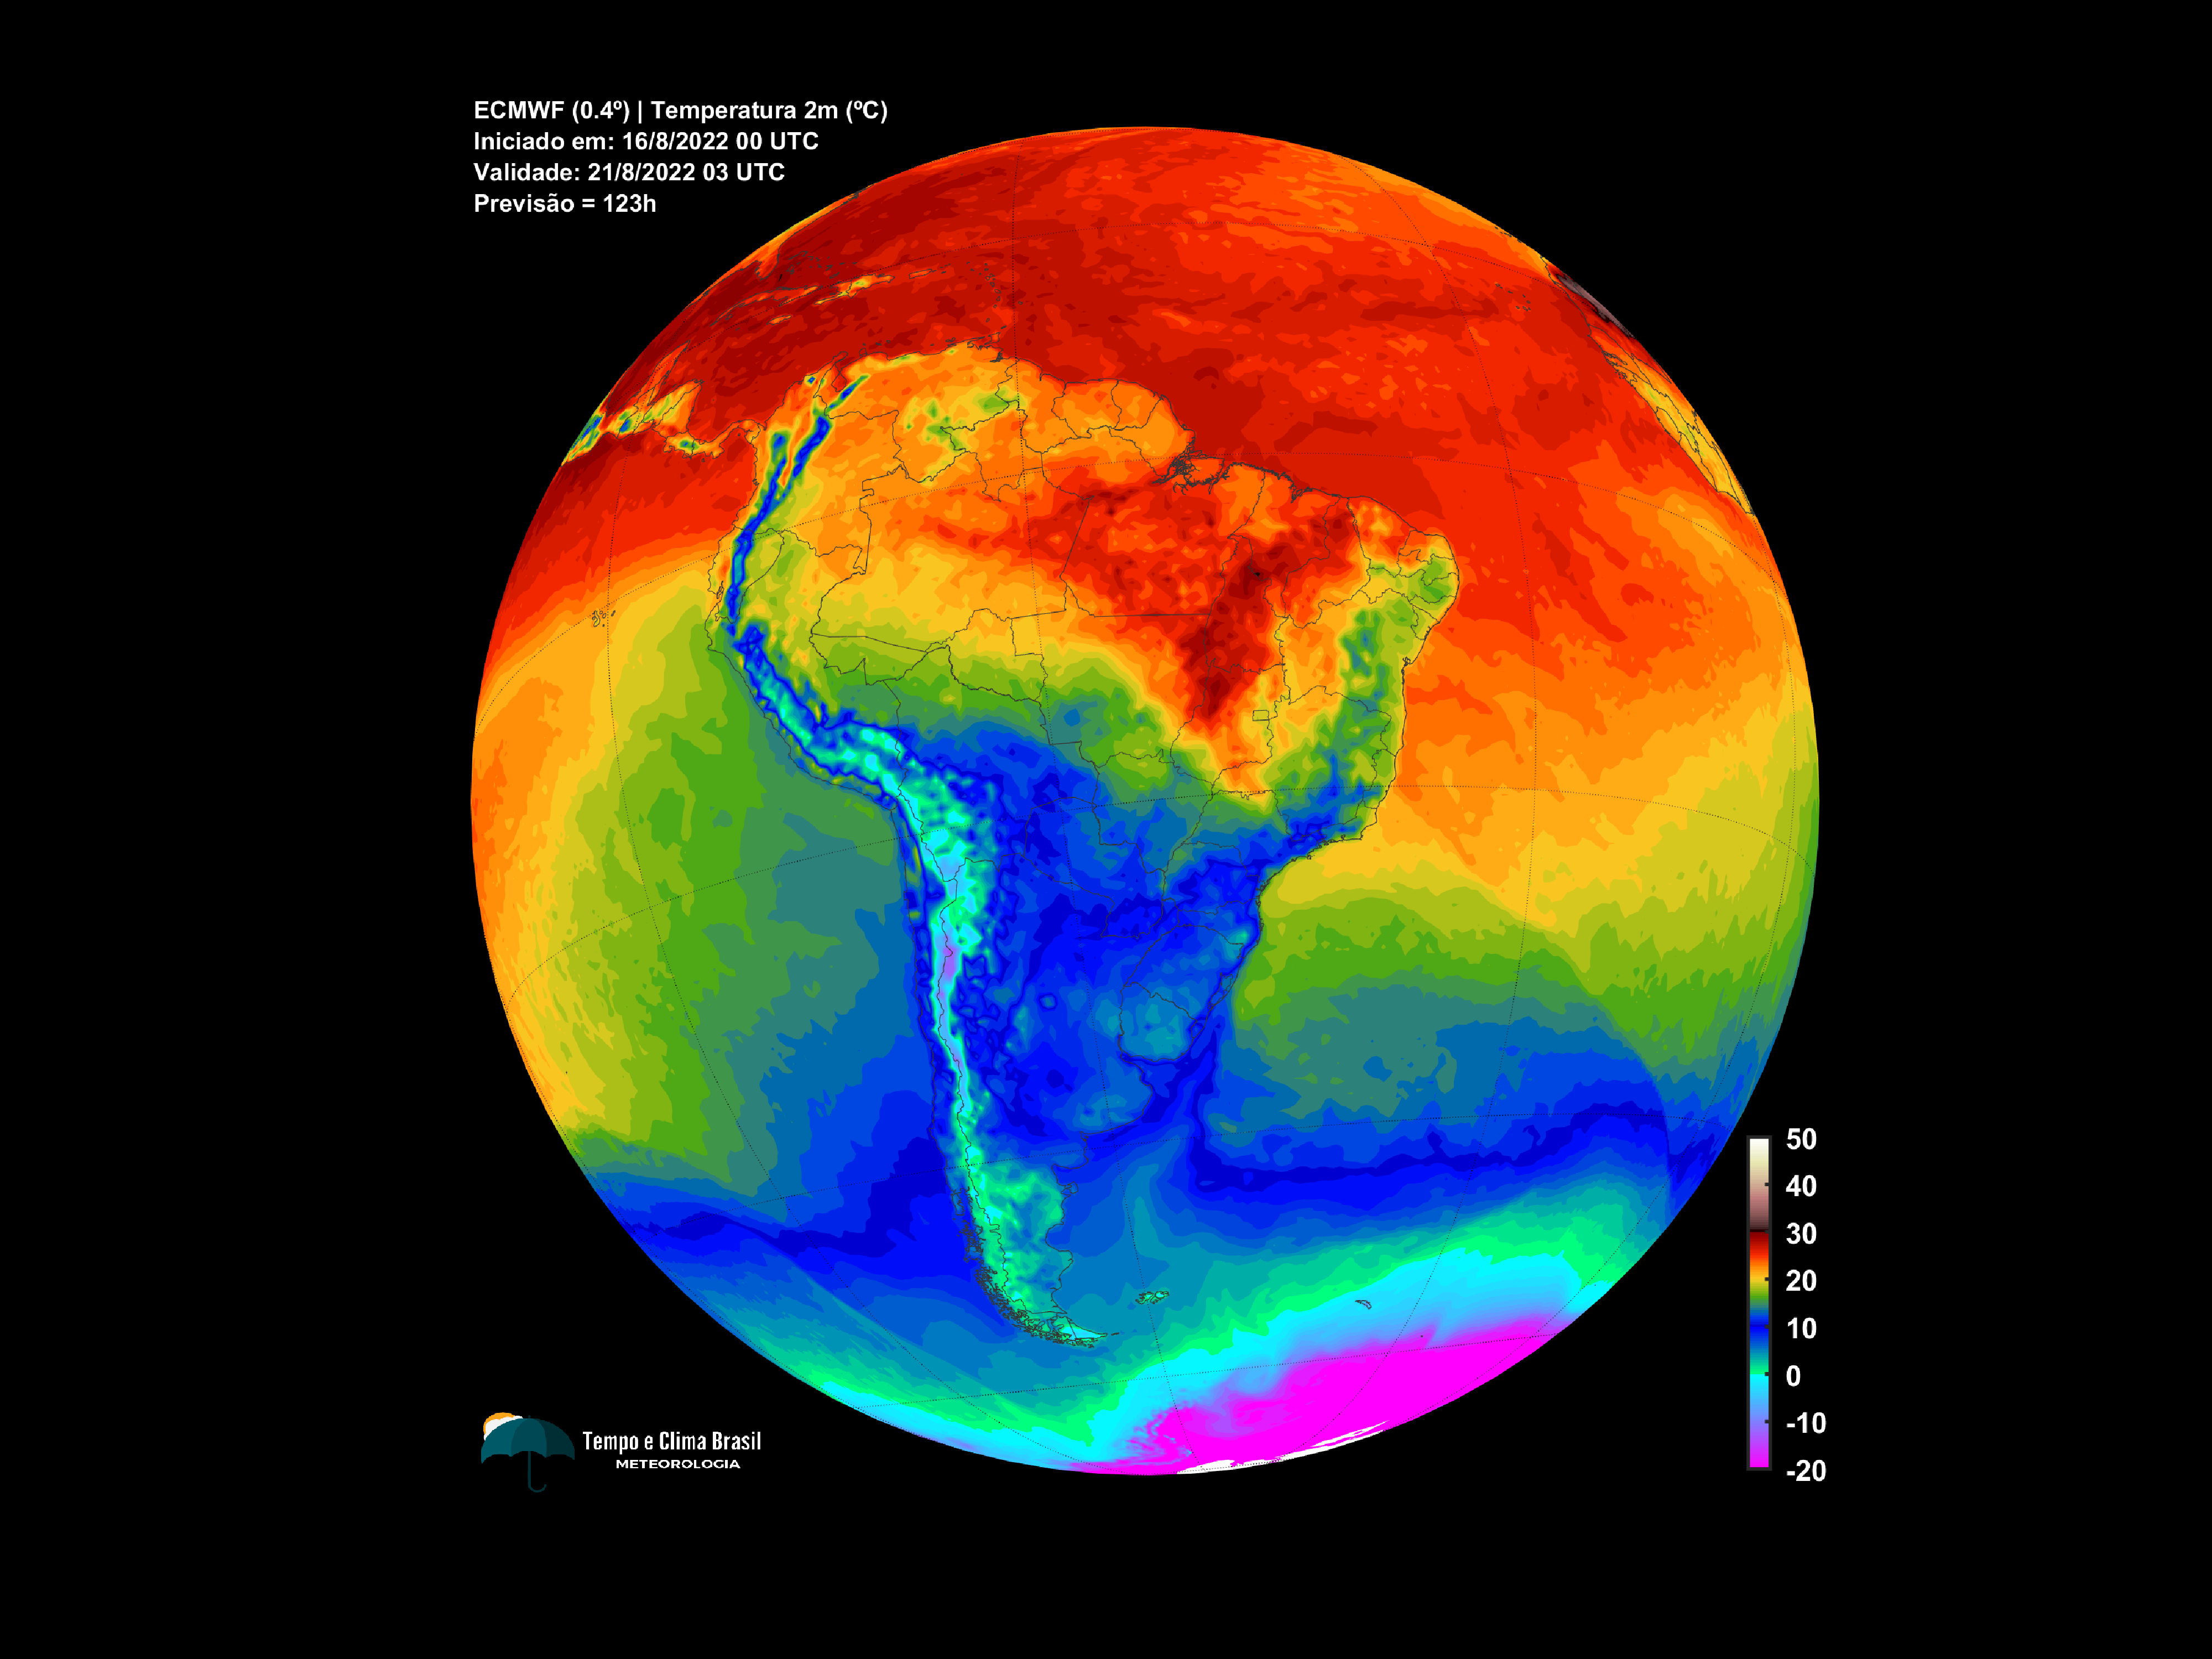 ECMWF (0.4º) | Temperatura 2m (ºC)
Iniciado em: 16/8/2022 00 UTC
Validade: 21/8/2022 03 UTC
Previsão = 123h
50
40
30
20
10
0
-10
-20
Tempo e Clima Brasil
METEOROLOGIA